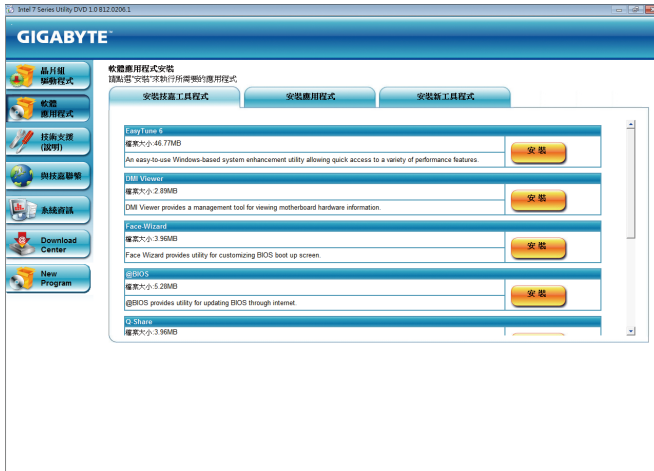 Intel 7 Series Utility DVD 1.0 B12.0206.1
GIGABYTE™
晶片組
驅動程式
軟體
應用程式
技術支援
(說明)
與技嘉聯繫
系統資訊
Download
Center
New
Program
軟體應用程式安裝
請點選"安裝"來執行所需要的應用程式
安裝技嘉工具程式
安裝應用程式
安裝新工具程式
EasyTune 6
檔案大小:46.77MB
An easy-to-use Windows-based system enhancement utility allowing quick access to a variety of performance features.
安裝
DMI Viewer
檔案大小:2.89MB
DMI Viewer provides a management tool for viewing motherboard hardware information.
安裝
Face-Wizard
檔案大小:3.96MB
Face Wizard provides utility for customizing BIOS boot up screen.
安裝
@BIOS
檔案大小:5.28MB
@BIOS provides utility for updating BIOS through internet.
安裝
Q-Share
檔案大小:3.96MB